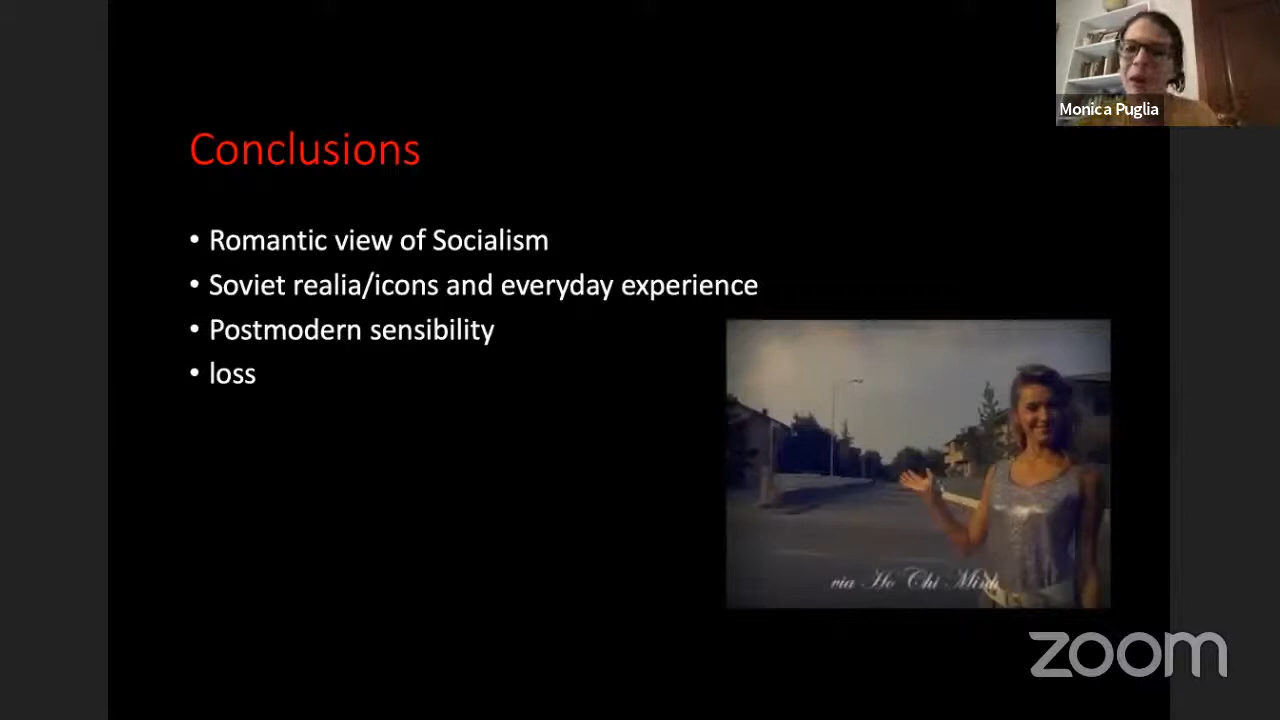 Monica Puglia
Conclusions
• Romantic view of Socialism
• Soviet realia/icons and everyday experience
• Postmodern sensibility
• loss
via Ho Chi Minh
zoom